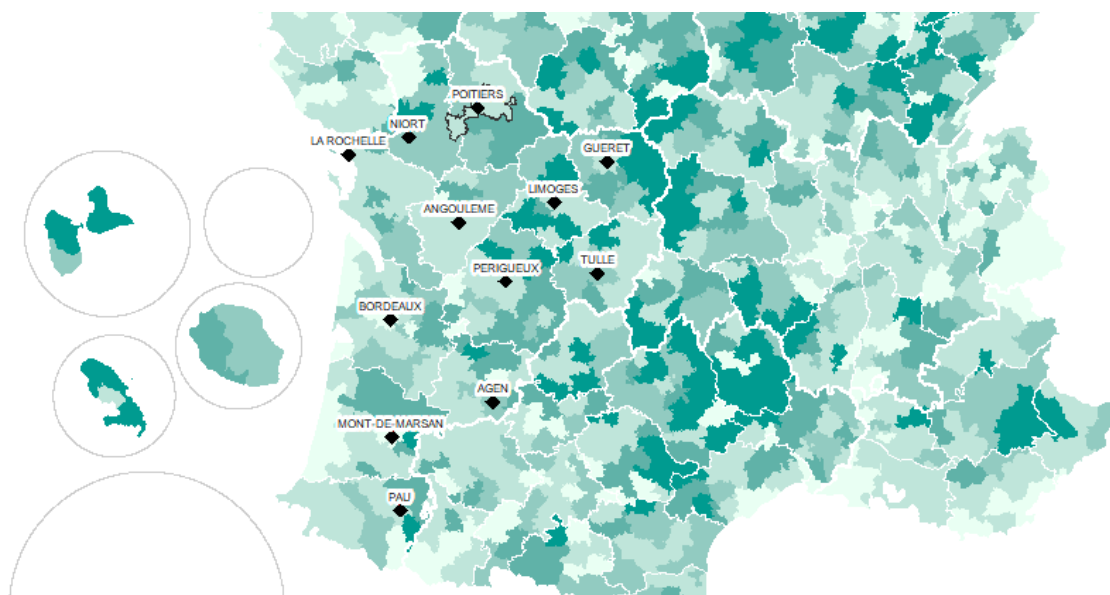 POITIERS
NIORT
LA ROCHELLE
GUERET
LIMOGES
ANGOULEME
TULLE
PERIGUEUX
BORDEAUX
AGEN
MONT-DE-MARSAN
PAU